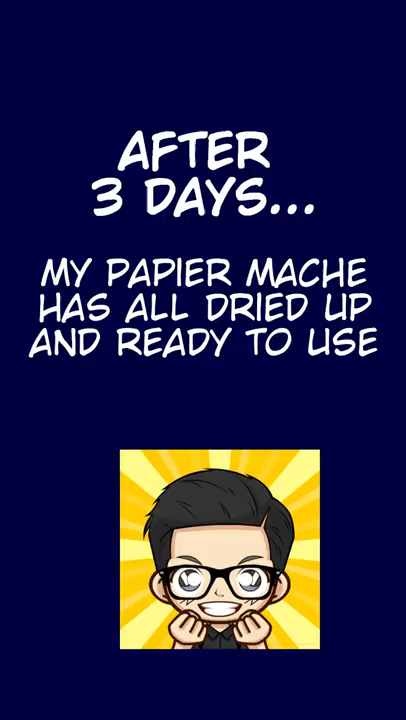 AFTER
3 DAYS...
MY PAPIER MACHE
HAS ALL DRIED UP
AND READY TO USE